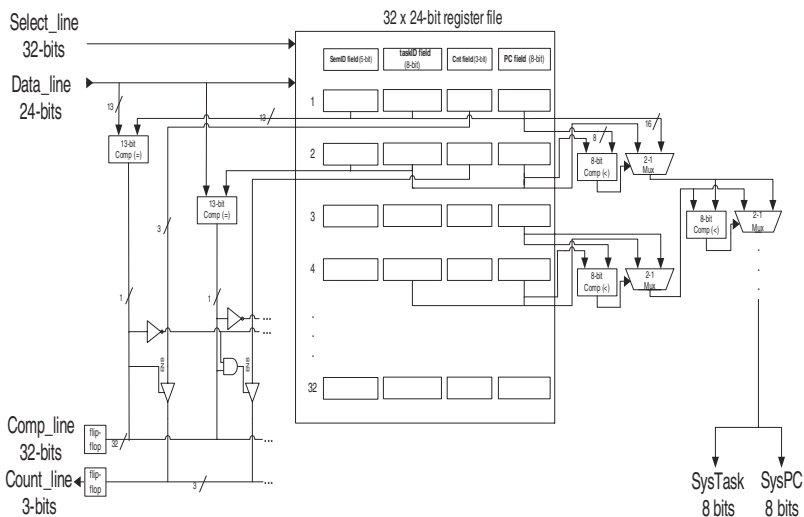 32 x 24-bit register file
Select_line
32-bits
Data_line
24-bits
SemID field(5-bit)
taskID field
(8-bit)
Cnt field(3-bit)
PC field (8-bit)
1
2
3
4
.
.
.
32
13
13
13-bit
Comp (=)
13-bit
Comp (=)
3
1
1
...
...
ENB
ENB
8
16
8-bit
Comp (<)
2-1
Mux
8-bit
Comp (<)
2-1
Mux
8-bit
Comp (<)
2-1
Mux
.
.
.
Comp_line
32-bits
flip-
flop
32
...
Count_line
3-bits
flip-
flop
3
...
SysTask
8 bits
SysPC
8 bits